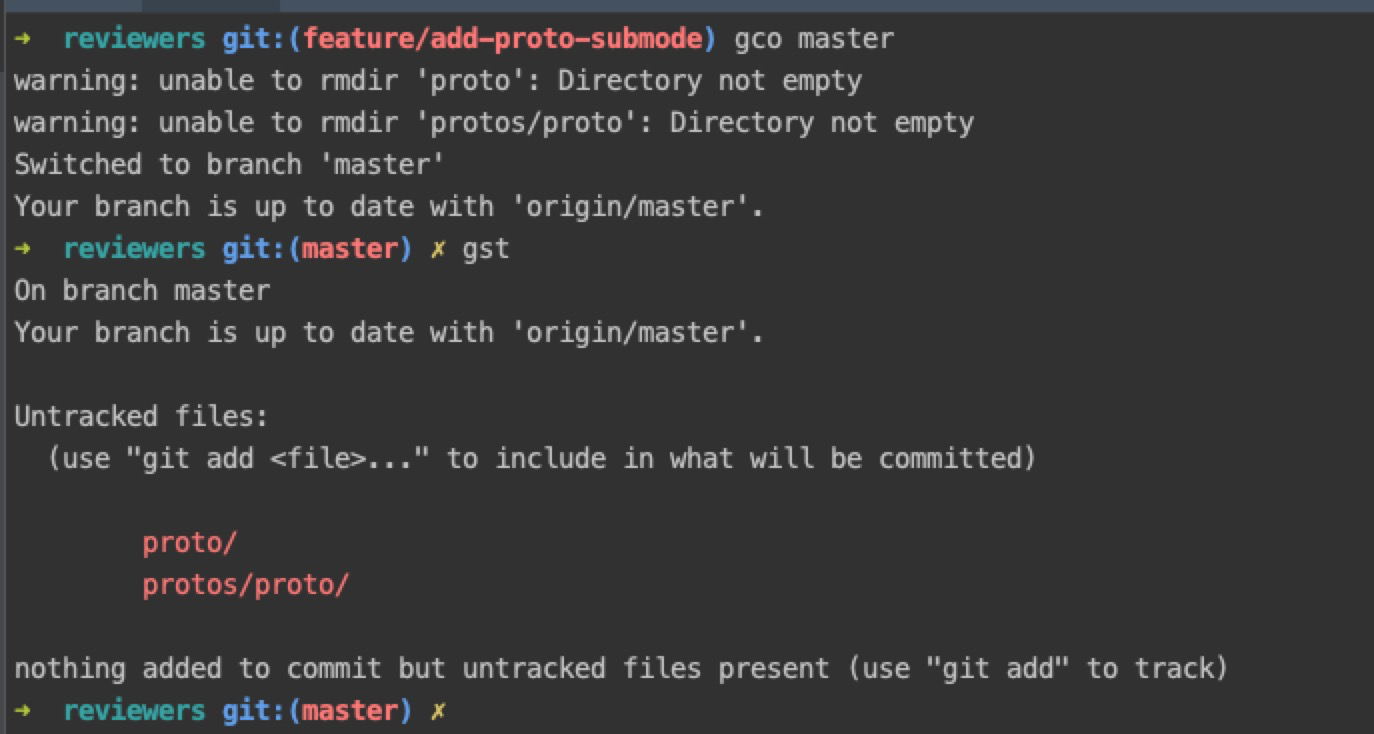 → reviewers git:(feature/add-proto-submode) gco master
warning: unable to rmdir 'proto': Directory not empty
warning: unable to rmdir 'protos/proto': Directory not empty
Switched to branch 'master'
Your branch is up to date with 'origin/master'.
→ reviewers git:(master) ✗ gst
On branch master
Your branch is up to date with 'origin/master'.
Untracked files:
(use "git add <file>..." to include in what will be committed)
proto/
protos/proto/
nothing added to commit but untracked files present (use "git add" to track)
→ reviewers git:(master) ✗